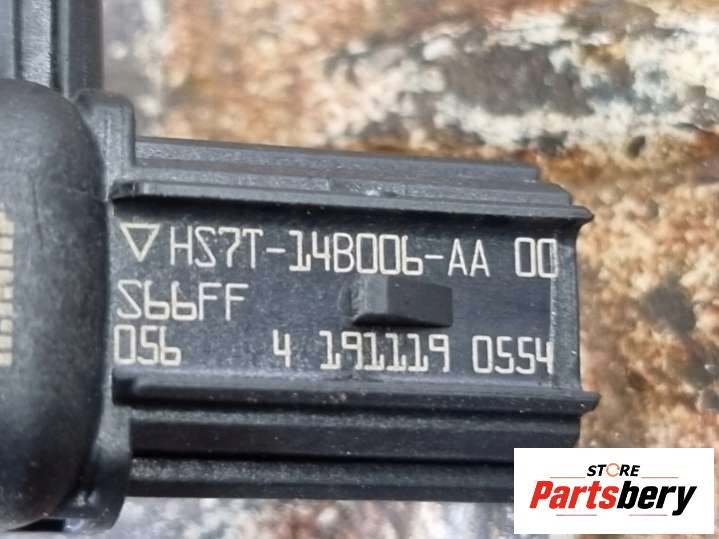 ▽ HS7T-14B006-AA 00
S66FF
056 4 191119 0554
STORE
Partsbery